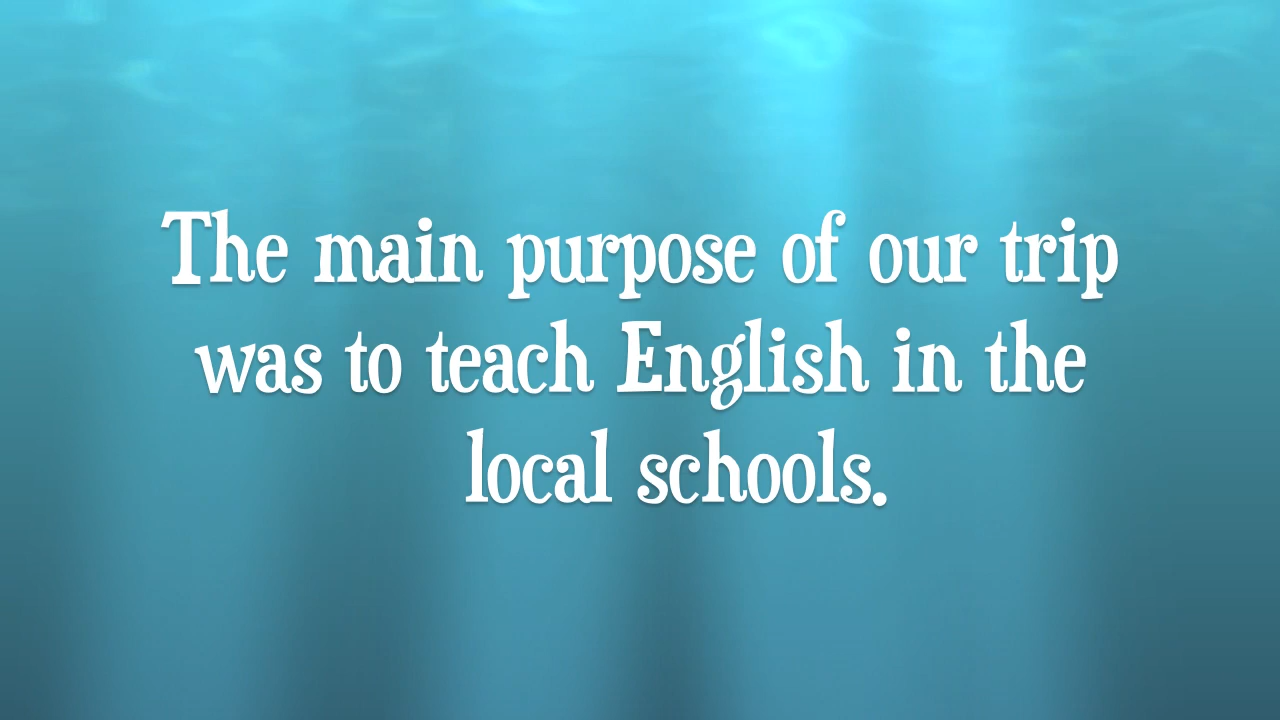 The main purpose of our trip
was to teach English in the
local schools.